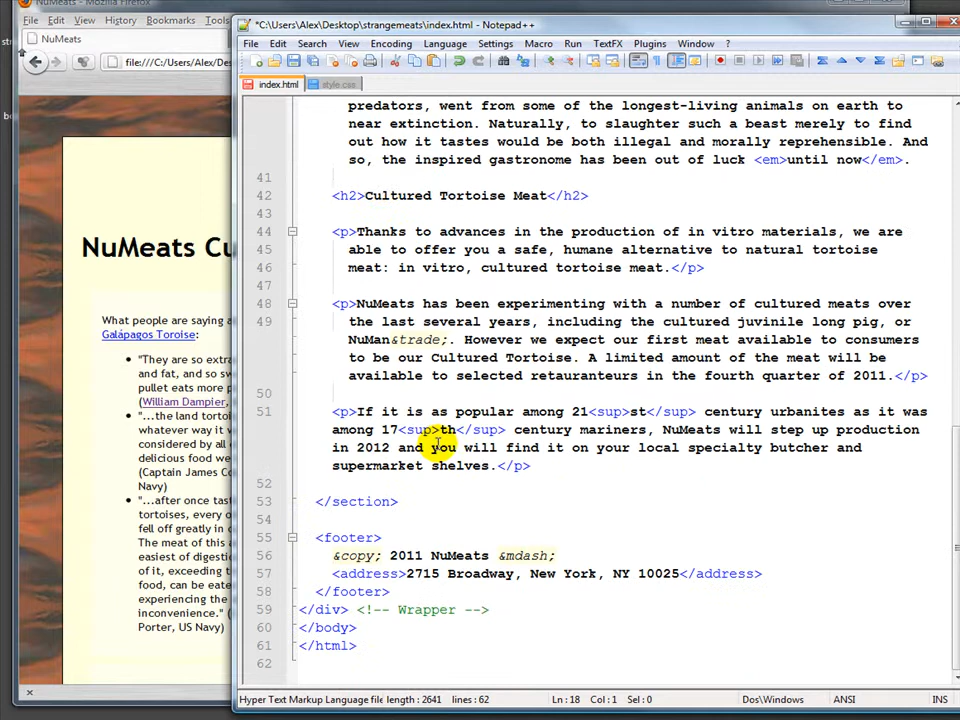 NuMeats - Mozilla Firefox
File Edit View History Bookmarks Tools
NuMeats
file:///C:/Users/Alex/Des
NuMeats Cu
What people are saying a
Galápagos Toroise:
"They are so extra
and fat, and so sw
pullet eats more p
(William Dampier,
"...the land tortoi
whatever way it w
considered by all o
delicious food we
(Captain James Co
Navy)
"...after once tast
tortoises, every o
fell off greatly in o
The meat of this a
easiest of digestio
of it, exceeding th
food, can be eate
experiencing the
inconvenience." (
Porter, US Navy)
*C:\Users\Alex\Desktop\strangemeats\index.html - Notepad++
File Edit Search View Encoding Language Settings Macro Run TextFX Plugins Window ?
index.html style.css
predators, went from some of the longest-living animals on earth to
near extinction. Naturally, to slaughter such a beast merely to find
out how it tastes would be both illegal and morally reprehensible. And
so, the inspired gastronome has been out of luck <em>until now</em>.
41
42 <h2>Cultured Tortoise Meat</h2>
43
44 <p>Thanks to advances in the production of in vitro materials, we are
45 able to offer you a safe, humane alternative to natural tortoise
46 meat: in vitro, cultured tortoise meat.</p>
47
48 <p>NuMeats has been experimenting with a number of cultured meats over
49 the last several years, including the cultured juvinile long pig, or
NuMan&trade;. However we expect our first meat available to consumers
to be our Cultured Tortoise. A limited amount of the meat will be
available to selected retauranteurs in the fourth quarter of 2011.</p>
50
51 <p>If it is as popular among 21<sup>st</sup> century urbanites as it was
among 17<sup>th</sup> century mariners, NuMeats will step up production
in 2012 and you will find it on your local specialty butcher and
supermarket shelves.</p>
52
53 </section>
54
55 <footer>
56 &copy; 2011 NuMeats &mdash;
57 <address>2715 Broadway, New York, NY 10025</address>
58 </footer>
59 </div> <!-- Wrapper -->
60 </body>
61 </html>
62
Hyper Text Markup Language file length : 2641 lines : 62 Ln : 18 Col : 1 Sel : 0 Dos\Windows ANSI INS